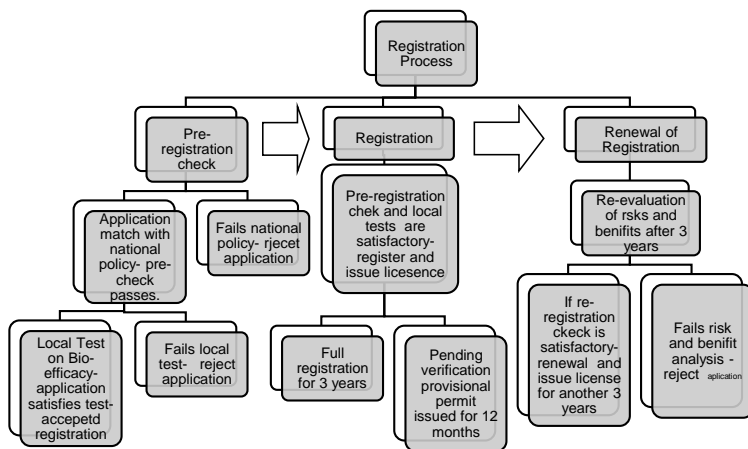 Registration
Process
Pre-
registration
check
Registration
Renewal of
Registration
Application
match with
national
policy- pre-
check
passes.
Fails national
policy- rjecet
application
Pre-registration
chek and local
tests are
satisfactory-
register and
issue licesence
Re-evaluation
of rsks and
benifits after 3
years
Local Test
on Bio-
efficacy-
application
satisfies test-
accepetd
registration
Fails local
test- reject
application
Full
registration
for 3 years
Pending
verification
provisional
permit
issued for 12
months
If re-
registration
ckeck is
satisfactory-
renewal and
issue license
for another 3
years
Fails risk
and benifit
analysis -
reject aplication